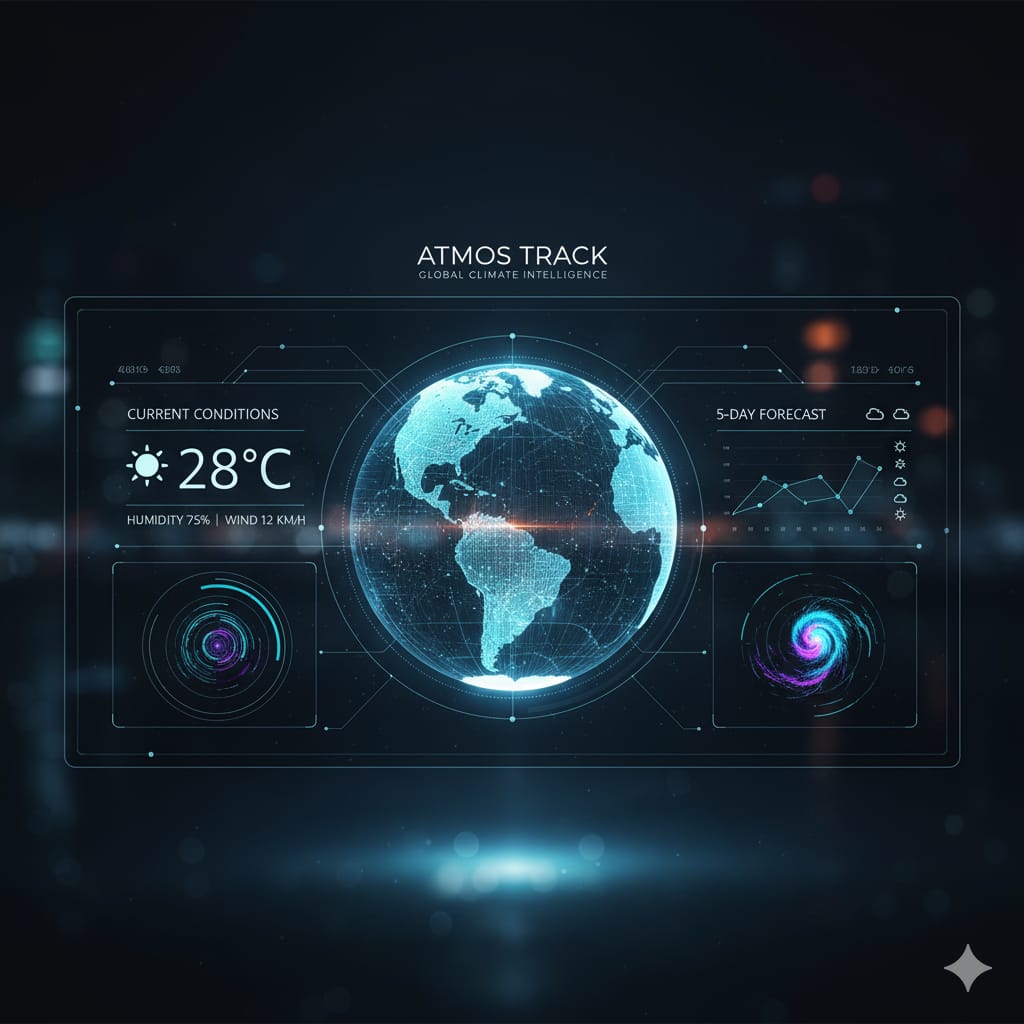 ATMOS TRACK
GLOBAL CLIMATE INTELLIGENCE
CURRENT CONDITIONS
28°C
HUMIDITY 75% | WIND 12 KM/H
5-DAY FORECAST